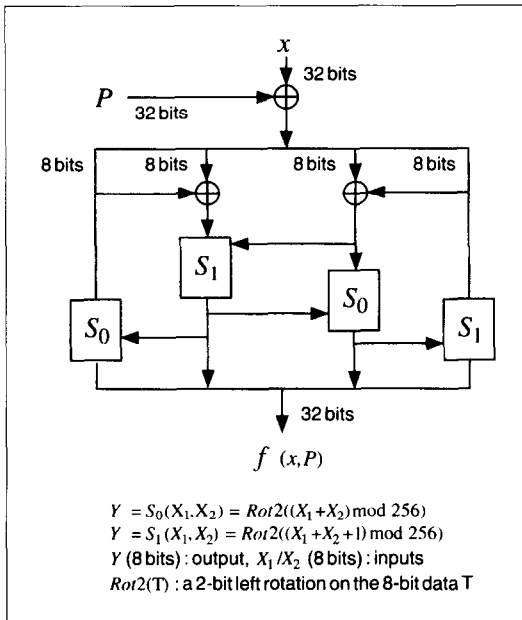 x
32 bits
P
32 bits
8 bits 8 bits 8 bits 8 bits
S₁
S₀
S₀
S₁
32 bits
f (x,P)
Y = S₀(X₁,X₂) = Rot2((X₁+X₂) mod 256)
Y = S₁(X₁, X₂) = Rot2((X₁+X₂+1) mod 256)
Y (8 bits) : output, X₁/X₂ (8 bits) : inputs
Rot2(T) : a 2-bit left rotation on the 8-bit data T